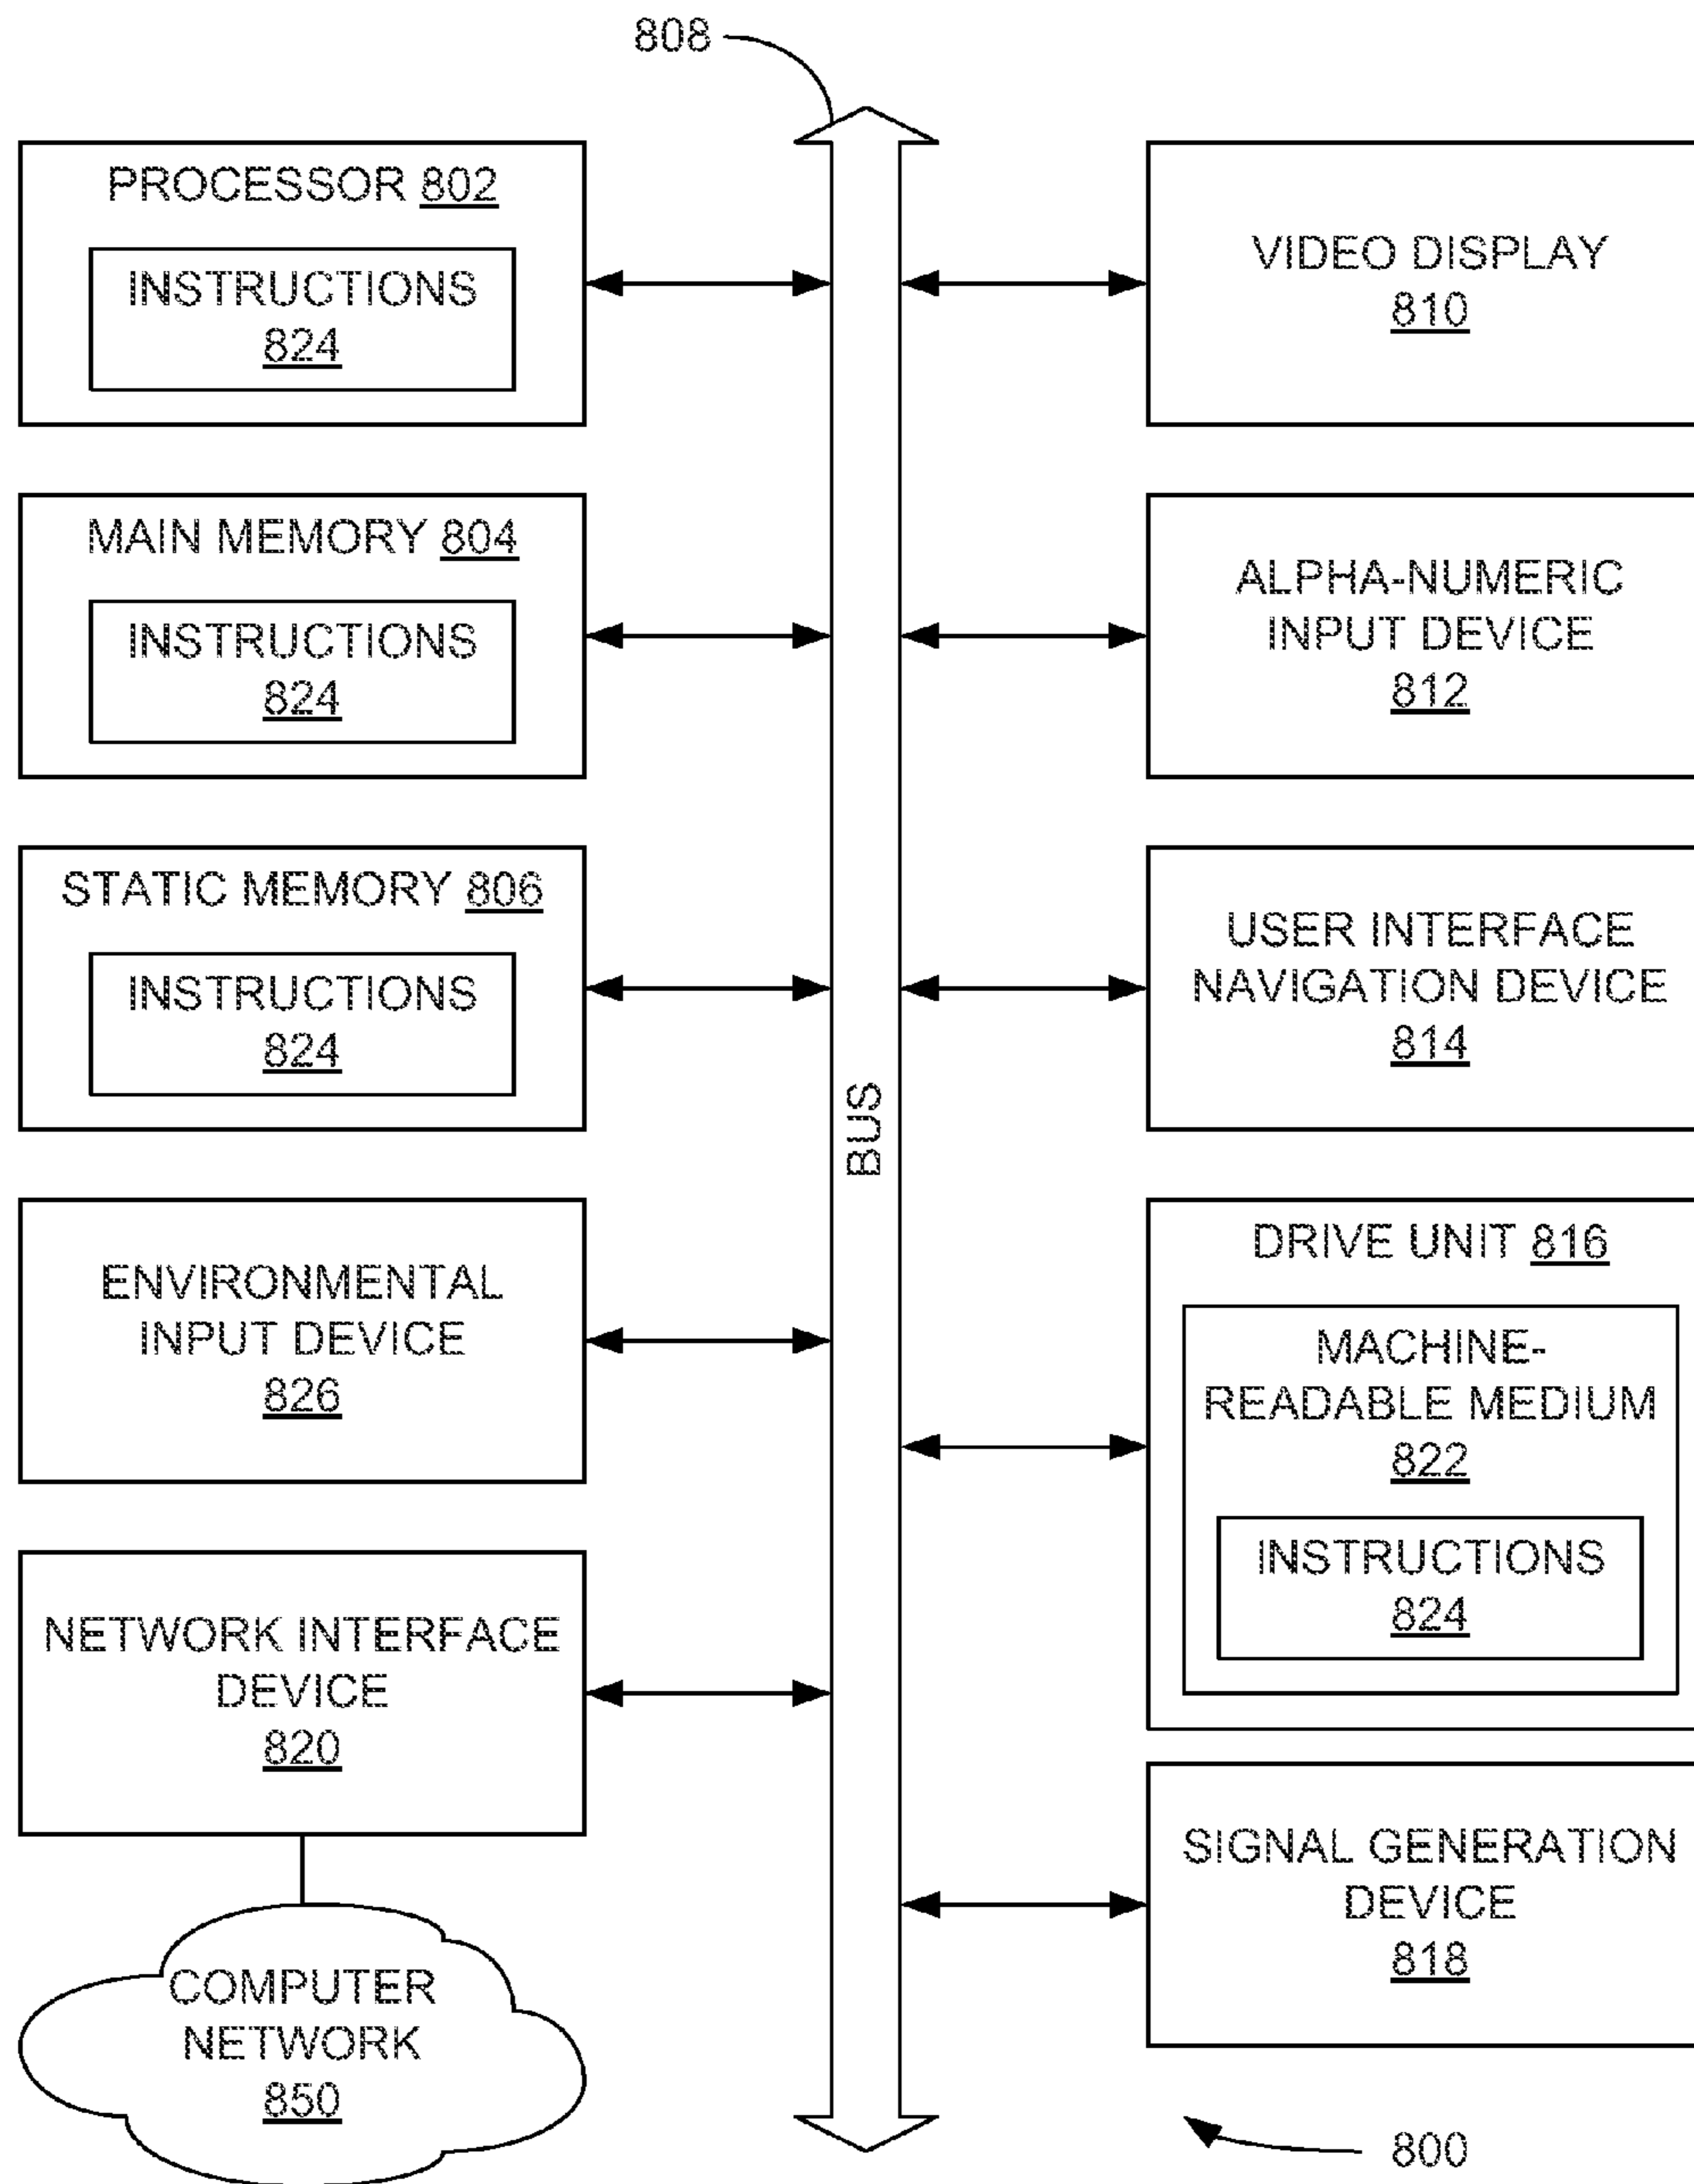 808
PROCESSOR 802
INSTRUCTIONS
824
MAIN MEMORY 804
INSTRUCTIONS
824
STATIC MEMORY 806
INSTRUCTIONS
824
ENVIRONMENTAL
INPUT DEVICE
826
NETWORK INTERFACE
DEVICE
820
COMPUTER
NETWORK
850
BUS
VIDEO DISPLAY
810
ALPHA-NUMERIC
INPUT DEVICE
812
USER INTERFACE
NAVIGATION DEVICE
814
DRIVE UNIT 816
MACHINE-
READABLE MEDIUM
822
INSTRUCTIONS
824
SIGNAL GENERATION
DEVICE
818
800